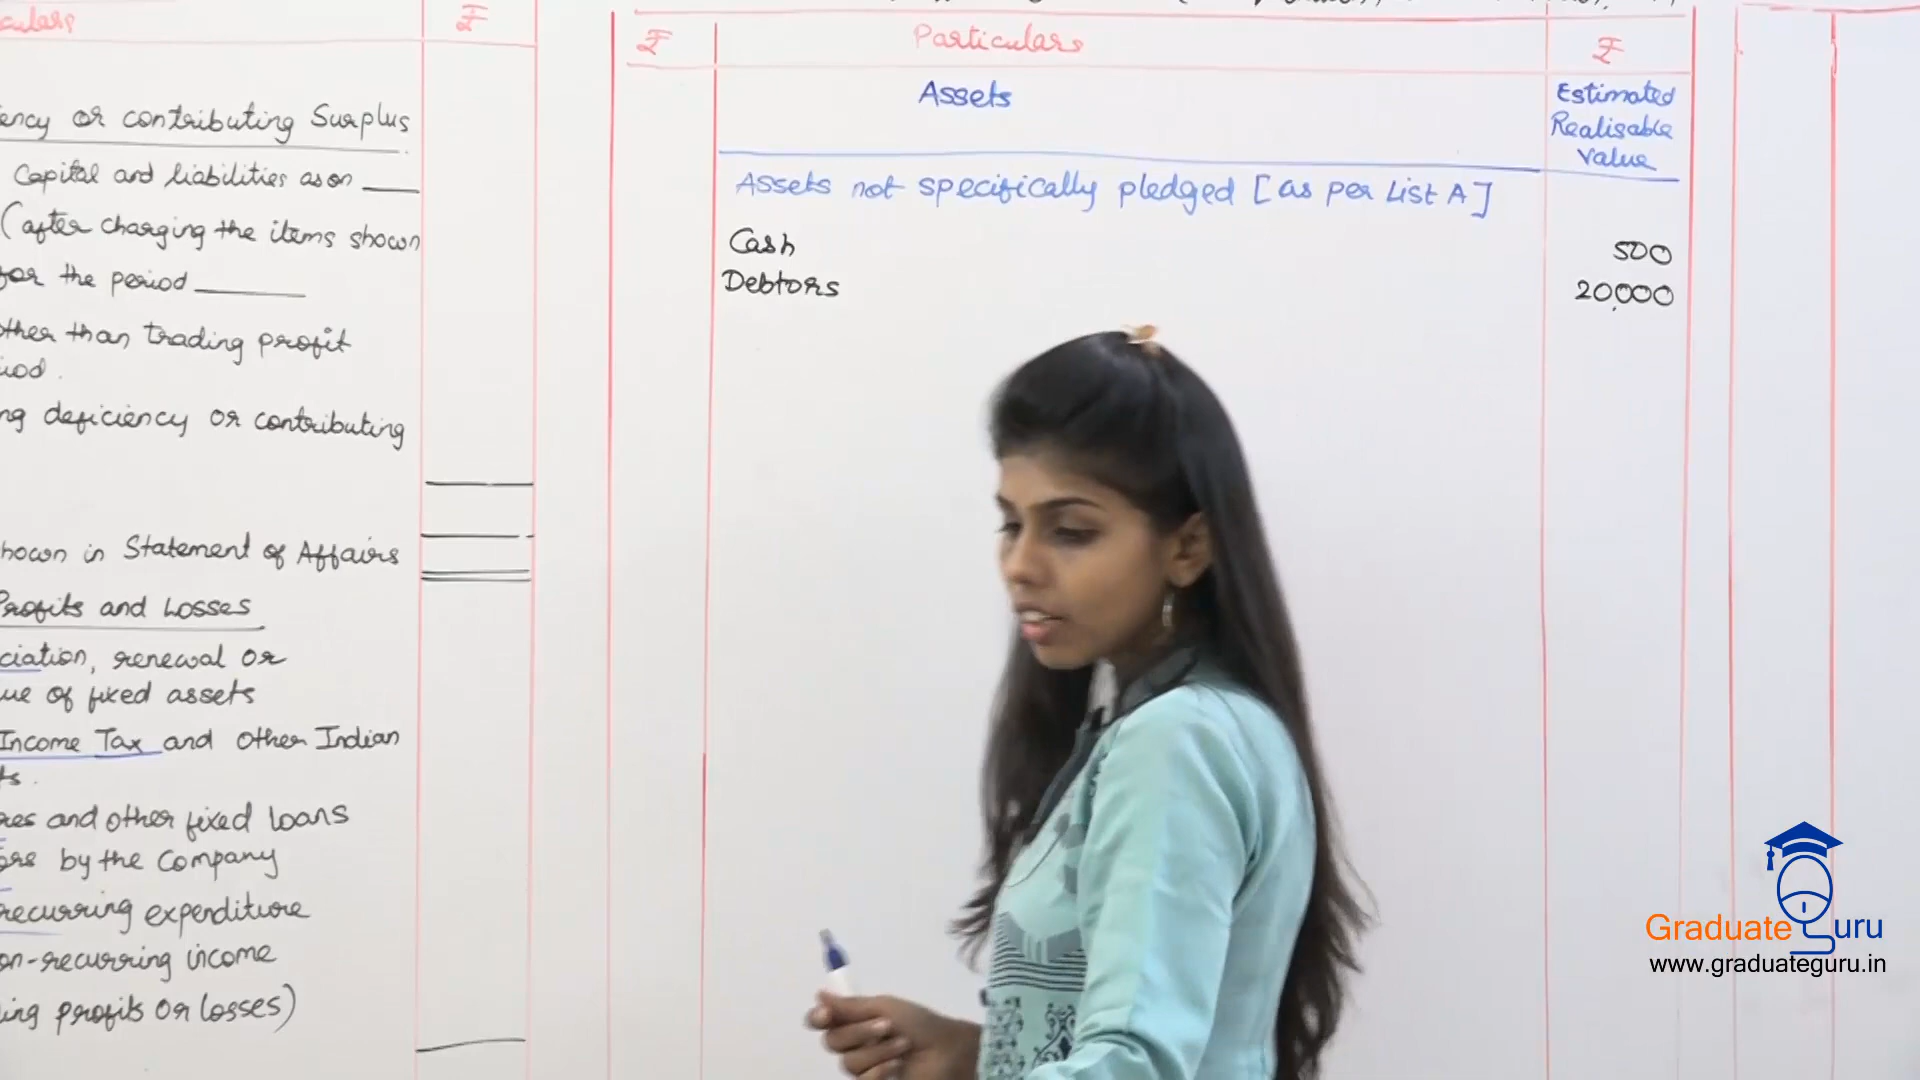 ₹
ency or contributing Surplus
Capital and liabilities as on
(after charging the items shown
for the period
other than trading profit
iod.
ng deficiency or contributing
hown in Statement of Affairs
Profits and Losses
ciation, renewal or
ue of fixed assets
Income Tax and other Indian
ts.
res and other fixed loans
ors by the Company
recurring expenditure
on-recurring income
ing profits or losses)
₹ Particulars ₹
Assets
Estimated
Realisable
Value
Assets not specifically pledged [as per List A]
Cash 500
Debtors 20,000
Graduate Guru
www.graduateguru.in